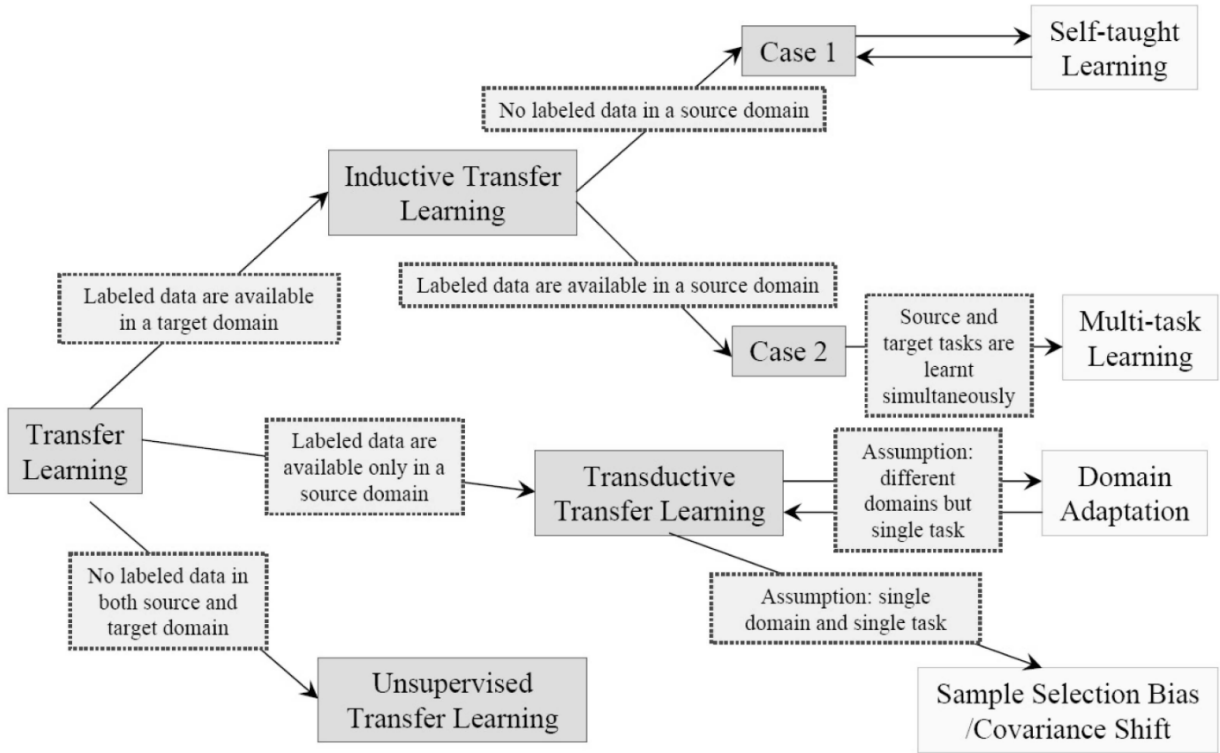 Case 1
Self-taught
Learning
No labeled data in a source domain
Inductive Transfer
Learning
Labeled data are available
in a target domain
Labeled data are available in a source domain
Case 2
Source and
target tasks are
learnt
simultaneously
Multi-task
Learning
Transfer
Learning
Labeled data are
available only in a
source domain
Transductive
Transfer Learning
Assumption:
different
domains but
single task
Domain
Adaptation
No labeled data in
both source and
target domain
Assumption: single
domain and single task
Unsupervised
Transfer Learning
Sample Selection Bias
/Covariance Shift